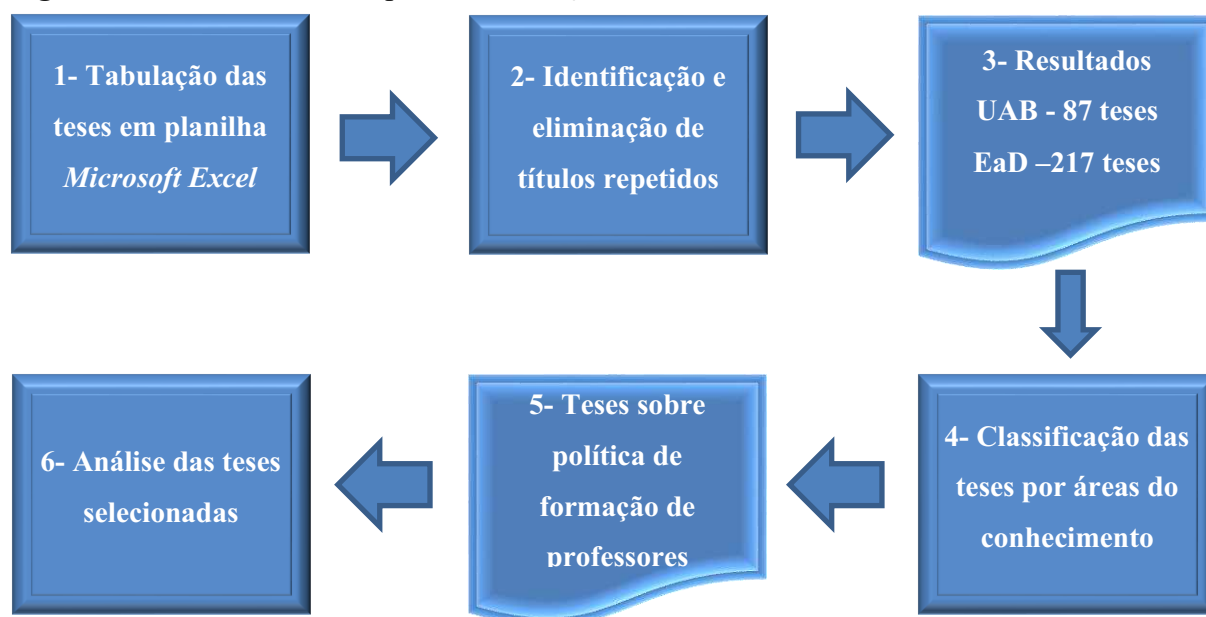 1- Tabulação das
teses em planilha
Microsoft Excel
2- Identificação e
eliminação de
títulos repetidos
3- Resultados
UAB - 87 teses
EaD –217 teses
4- Classificação das
teses por áreas do
conhecimento
5- Teses sobre
política de
formação de
professores
6- Análise das teses
selecionadas